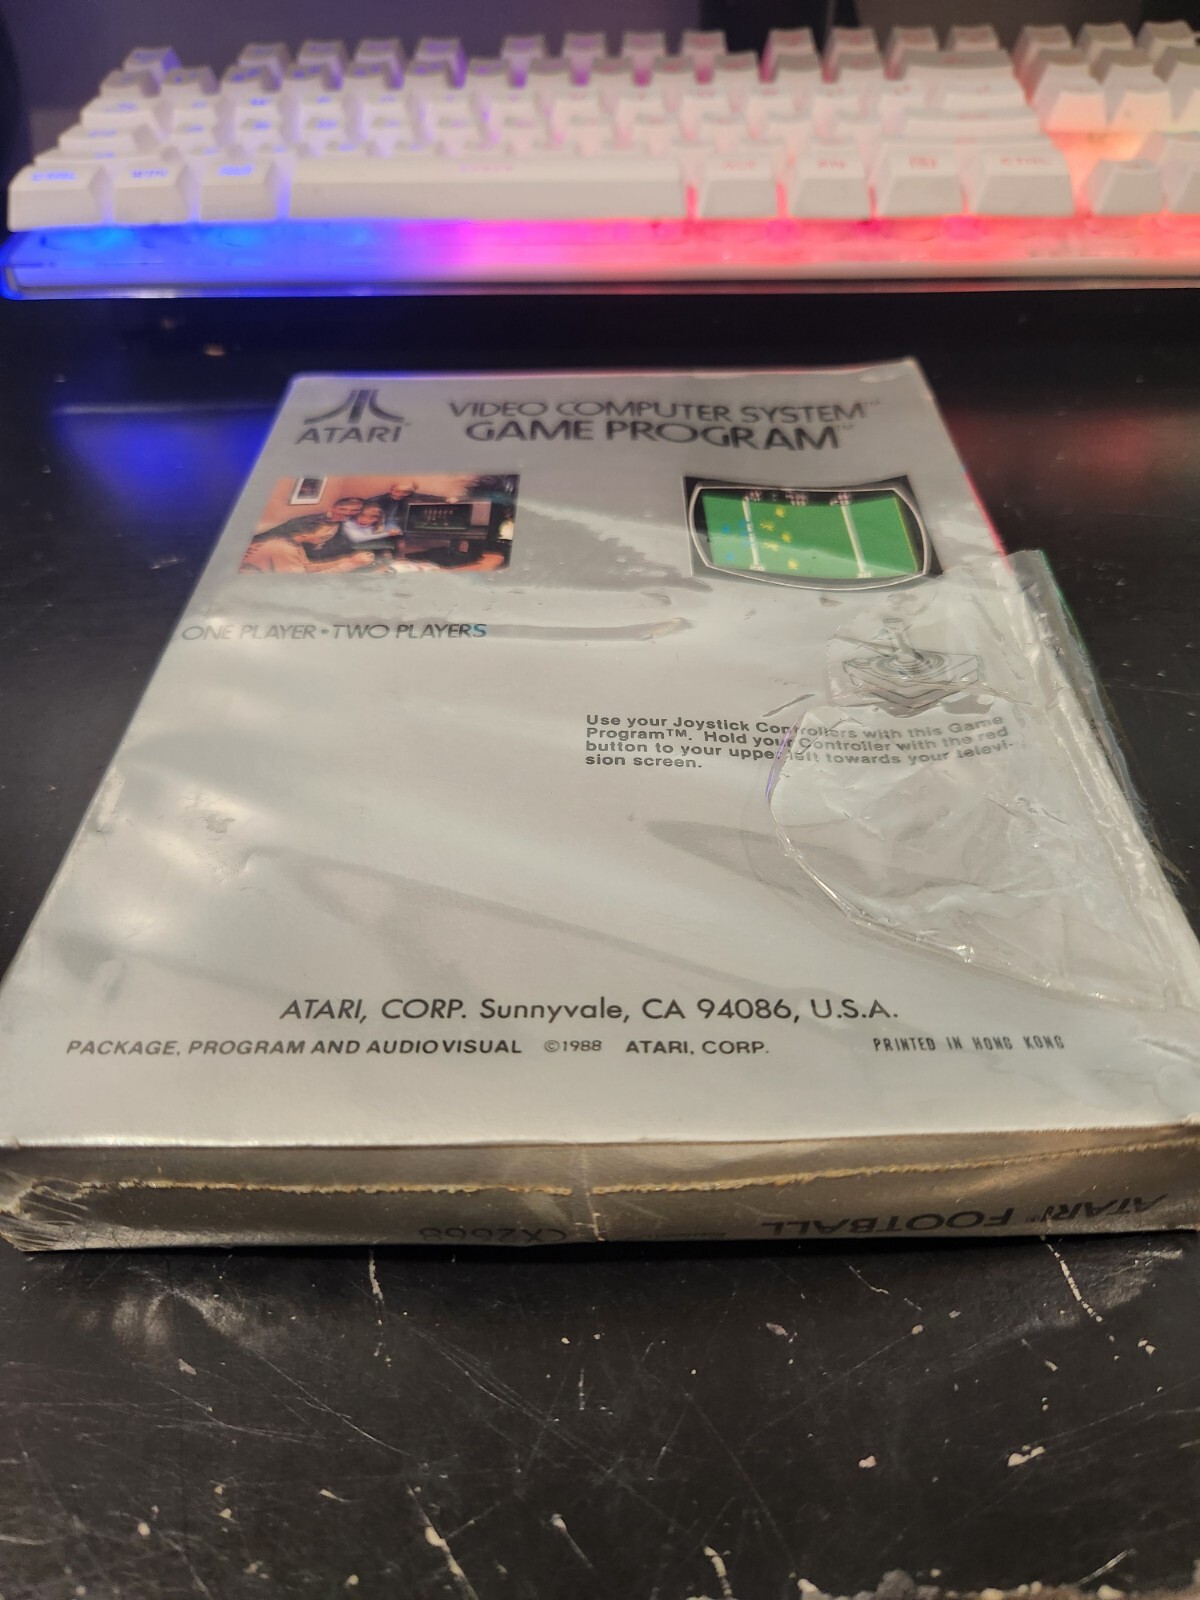 ATARI™
VIDEO COMPUTER SYSTEM™
GAME PROGRAM™
ONE PLAYER • TWO PLAYERS
Use your Joystick Controllers with this Game
Program™. Hold your Controller with the red
button to your upper left towards your televi-
sion screen.
ATARI, CORP. Sunnyvale, CA 94086, U.S.A.
PACKAGE, PROGRAM AND AUDIOVISUAL ©1988 ATARI, CORP. PRINTED IN HONG KONG
ATARI® FOOTBALL